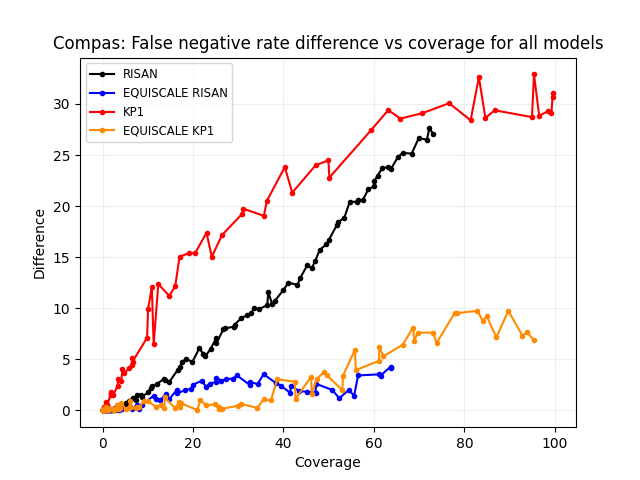 Compas: False negative rate difference vs coverage for all models
RISAN
EQUISCALE RISAN
KP1
EQUISCALE KP1
30
25
20
15
10
5
0
Difference
0 20 40 60 80 100
Coverage